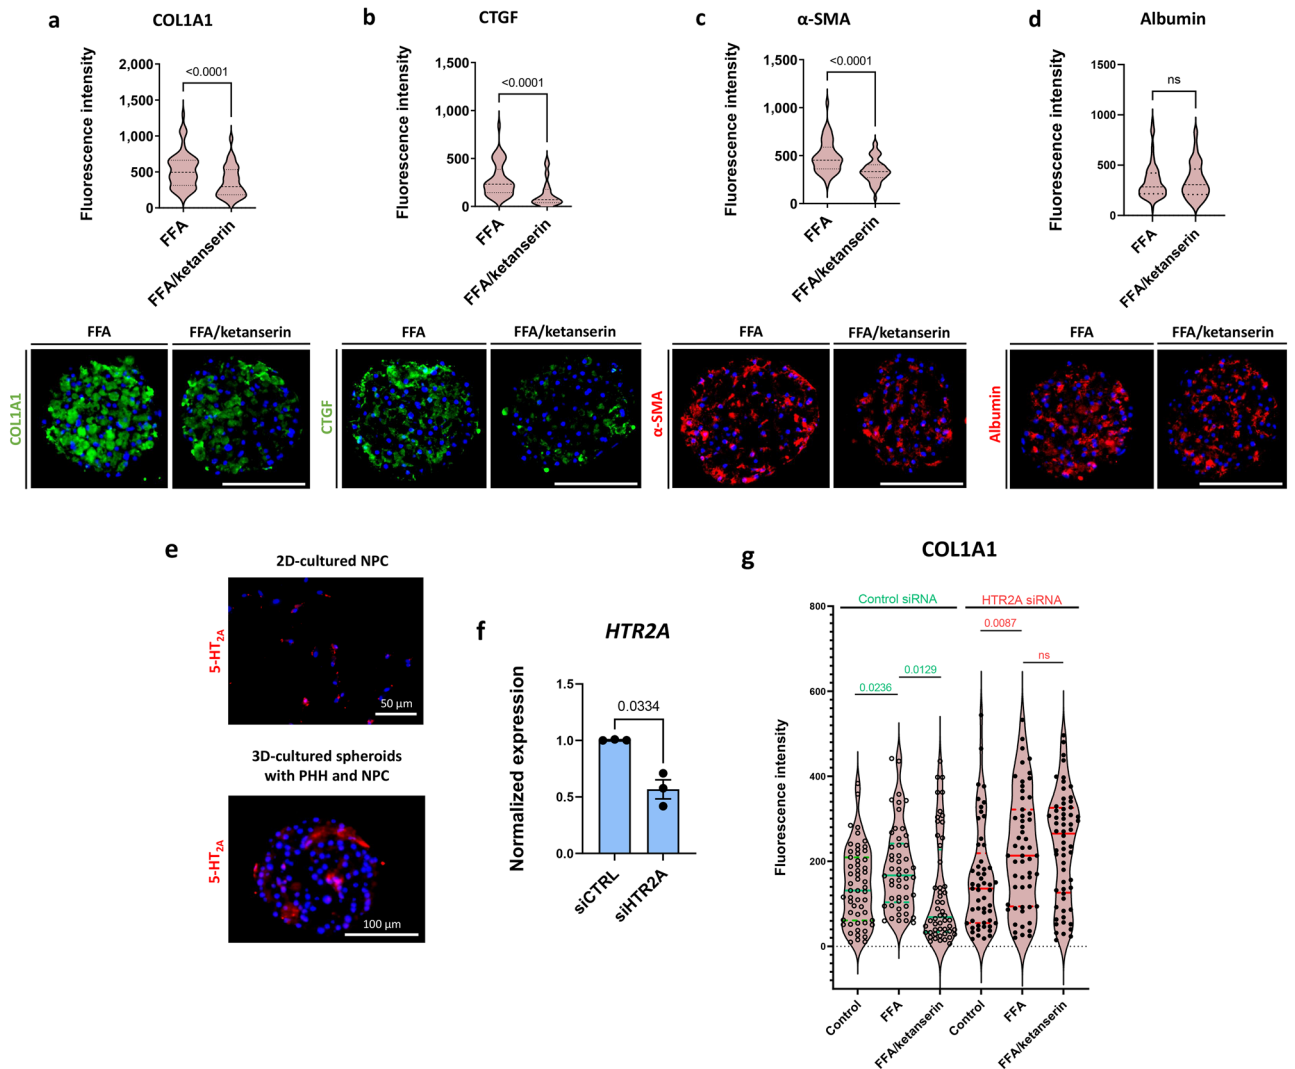 a
COL1A1
Fluorescence intensity
2,000
1,500
1,000
500
0
<0.0001
FFA
FFA/ketanserin
b
CTGF
Fluorescence intensity
1,500
1,000
500
0
<0.0001
FFA
FFA/ketanserin
c
α-SMA
Fluorescence intensity
1,500
1,000
500
0
<0.0001
FFA
FFA/ketanserin
d
Albumin
Fluorescence intensity
1500
1000
500
0
ns
FFA
FFA/ketanserin
FFA
FFA/ketanserin
COL1A1
FFA
FFA/ketanserin
CTGF
FFA
FFA/ketanserin
α-SMA
FFA
FFA/ketanserin
Albumin
e
2D-cultured NPC
5-HT2A
50 µm
3D-cultured spheroids
with PHH and NPC
5-HT2A
100 µm
f
HTR2A
Normalized expression
1.5
1.0
0.5
0.0
0.0334
siCTRL
siHTR2A
g
COL1A1
Fluorescence intensity
800
600
400
200
0
Control siRNA
HTR2A siRNA
0.0236
0.0129
0.0087
ns
Control
FFA
FFA/ketanserin
Control
FFA
FFA/ketanserin